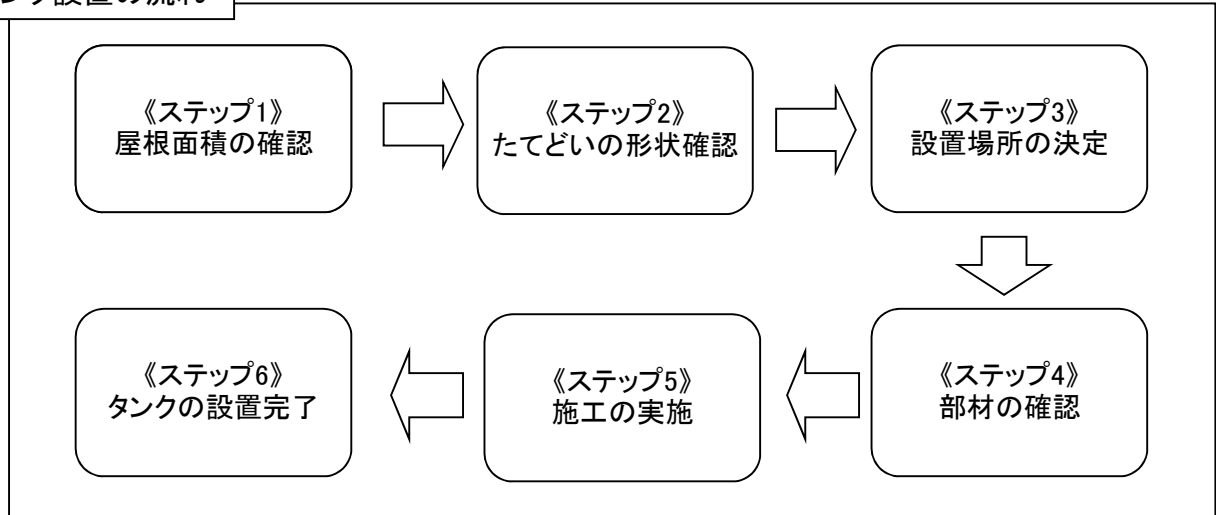 ンク設置の流れ
《ステップ1》
屋根面積の確認
《ステップ2》
たてどいの形状確認
《ステップ3》
設置場所の決定
《ステップ4》
部材の確認
《ステップ5》
施工の実施
《ステップ6》
タンクの設置完了